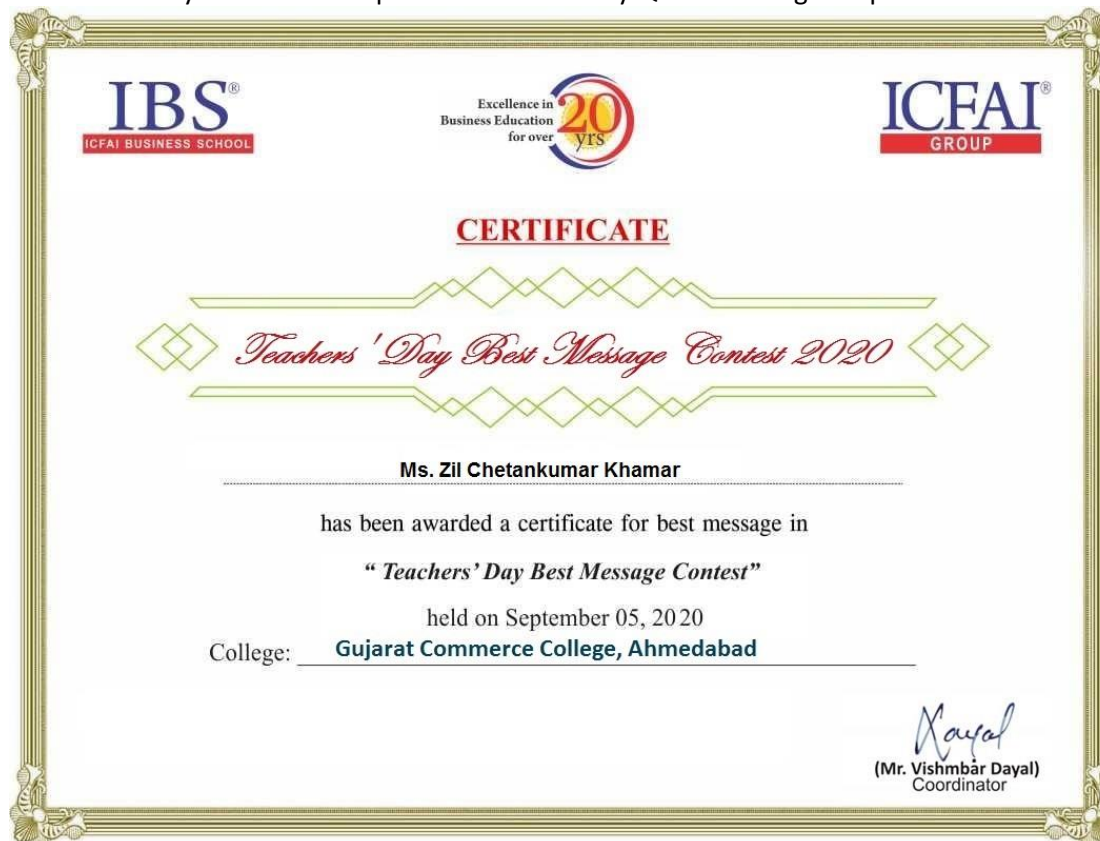 IBS®
ICFAI BUSINESS SCHOOL
Excellence in
Business Education
for over
20
yrs
ICFAI®
GROUP
CERTIFICATE
Teachers' Day Best Message Contest 2020
Ms. Zil Chetankumar Khamar
has been awarded a certificate for best message in
“ Teachers’ Day Best Message Contest”
held on September 05, 2020
College: Gujarat Commerce College, Ahmedabad
Dayal
(Mr. Vishmbar Dayal)
Coordinator